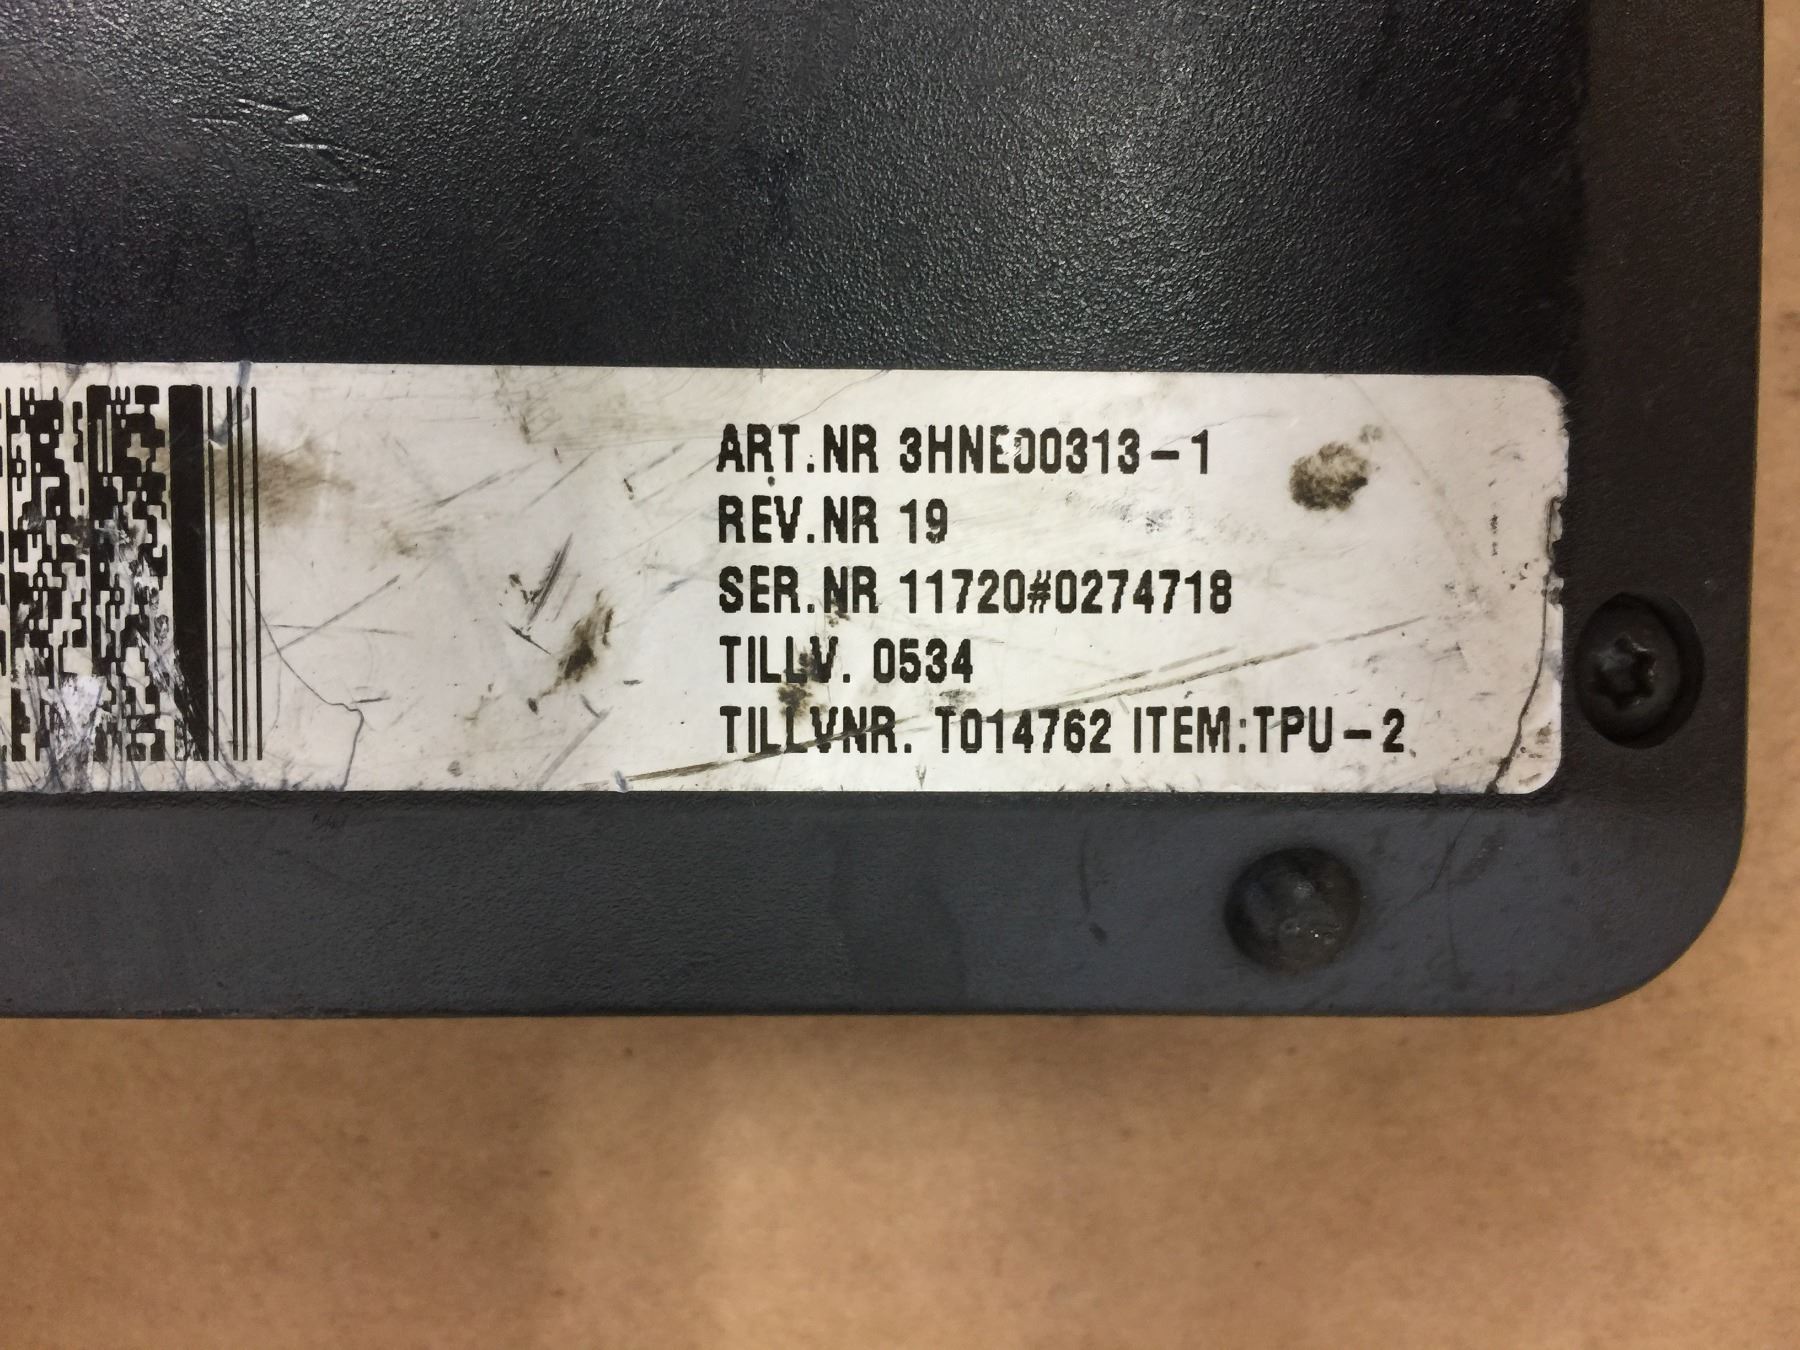 ART.NR 3HNE00313-1
REV.NR 19
SER.NR 11720#0274718
TILLV. 0534
TILLVNR. T014762 ITEM:TPU-2